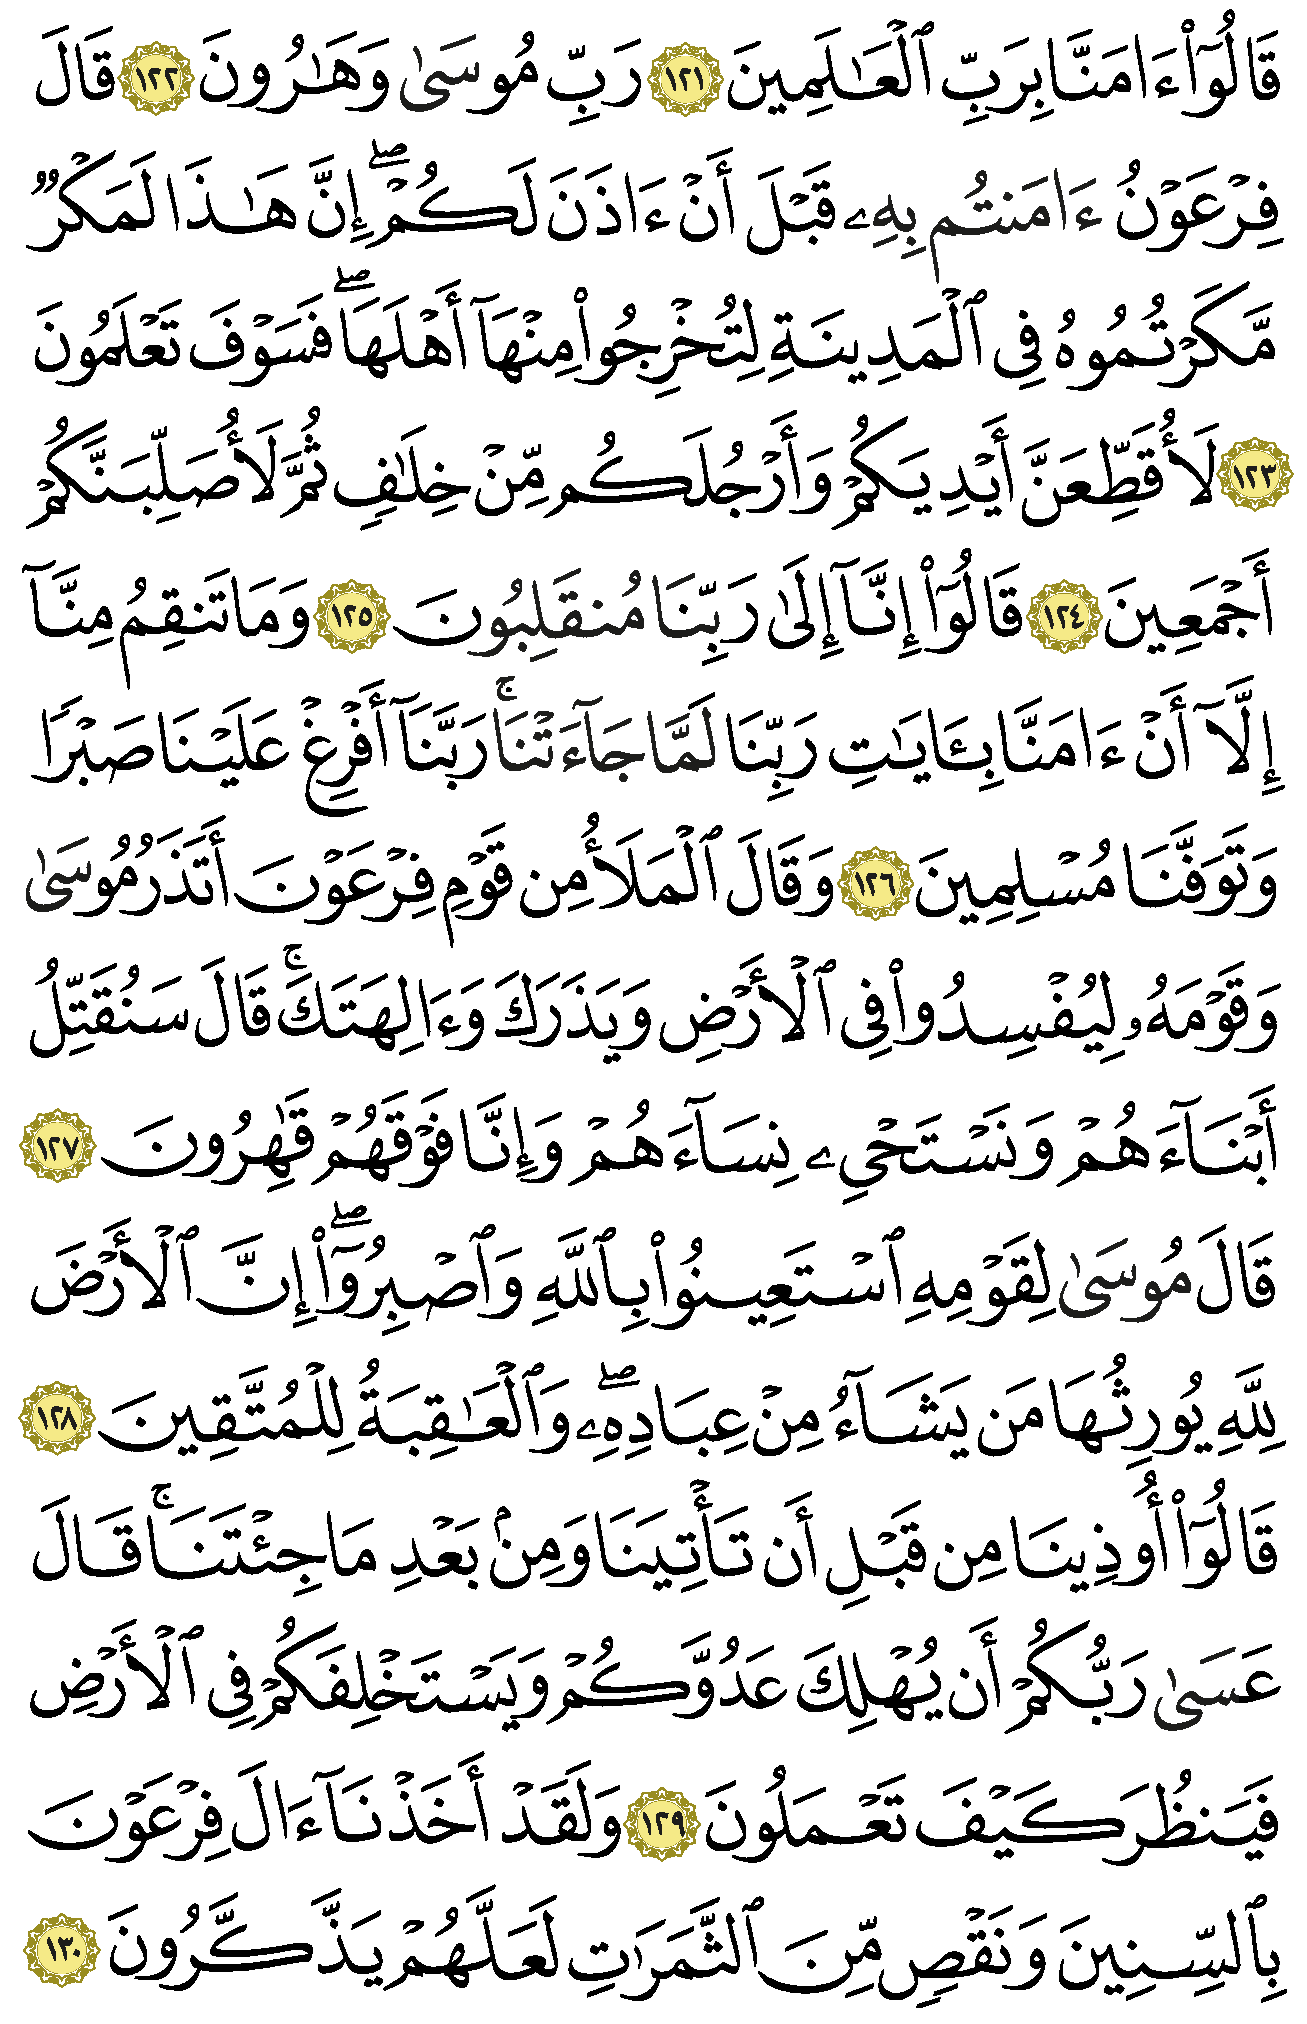 قَالُوٓاْ ءَامَنَّا بِرَبِّ ٱلۡعَٰلَمِينَ ١٢١ رَبِّ مُوسَىٰ وَهَٰرُونَ ١٢٢ قَالَ
فِرۡعَوۡنُ ءَامَنتُم بِهِۦ قَبۡلَ أَنۡ ءَاذَنَ لَكُمۡۖ إِنَّ هَٰذَا لَمَكۡرٞ
مَّكَرۡتُمُوهُ فِي ٱلۡمَدِينَةِ لِتُخۡرِجُواْ مِنۡهَآ أَهۡلَهَاۖ فَسَوۡفَ تَعۡلَمُونَ
١٢٣ لَأُقَطِّعَنَّ أَيۡدِيَكُمۡ وَأَرۡجُلَكُم مِّنۡ خِلَٰفٖ ثُمَّ لَأُصَلِّبَنَّكُمۡ
أَجۡمَعِينَ ١٢٤ قَالُوٓاْ إِنَّآ إِلَىٰ رَبِّنَا مُنقَلِبُونَ ١٢٥ وَمَا تَنقِمُ مِنَّآ
إِلَّآ أَنۡ ءَامَنَّا بِـَٔايَٰتِ رَبِّنَا لَمَّا جَآءَتۡنَاۚ رَبَّنَآ أَفۡرِغۡ عَلَيۡنَا صَبۡرٗا
وَتَوَفَّنَا مُسۡلِمِينَ ١٢٦ وَقَالَ ٱلۡمَلَأُ مِن قَوۡمِ فِرۡعَوۡنَ أَتَذَرُ مُوسَىٰ
وَقَوۡمَهُۥ لِيُفۡسِدُواْ فِي ٱلۡأَرۡضِ وَيَذَرَكَ وَءَالِهَتَكَۚ قَالَ سَنُقَتِّلُ
أَبۡنَآءَهُمۡ وَنَسۡتَحۡيِۦ نِسَآءَهُمۡ وَإِنَّا فَوۡقَهُمۡ قَٰهِرُونَ ١٢٧
قَالَ مُوسَىٰ لِقَوۡمِهِ ٱسۡتَعِينُواْ بِٱللَّهِ وَٱصۡبِرُوٓاْۖ إِنَّ ٱلۡأَرۡضَ
لِلَّهِ يُورِثُهَا مَن يَشَآءُ مِنۡ عِبَادِهِۦۖ وَٱلۡعَٰقِبَةُ لِلۡمُتَّقِينَ ١٢٨
قَالُوٓاْ أُوذِينَا مِن قَبۡلِ أَن تَأۡتِيَنَا وَمِنۢ بَعۡدِ مَا جِئۡتَنَاۚ قَالَ
عَسَىٰ رَبُّكُمۡ أَن يُهۡلِكَ عَدُوَّكُمۡ وَيَسۡتَخۡلِفَكُمۡ فِي ٱلۡأَرۡضِ
فَيَنظُرَ كَيۡفَ تَعۡمَلُونَ ١٢٩ وَلَقَدۡ أَخَذۡنَآ ءَالَ فِرۡعَوۡنَ
بِٱلسِّنِينَ وَنَقۡصٖ مِّنَ ٱلثَّمَرَٰتِ لَعَلَّهُمۡ يَذَّكَّرُونَ ١٣٠